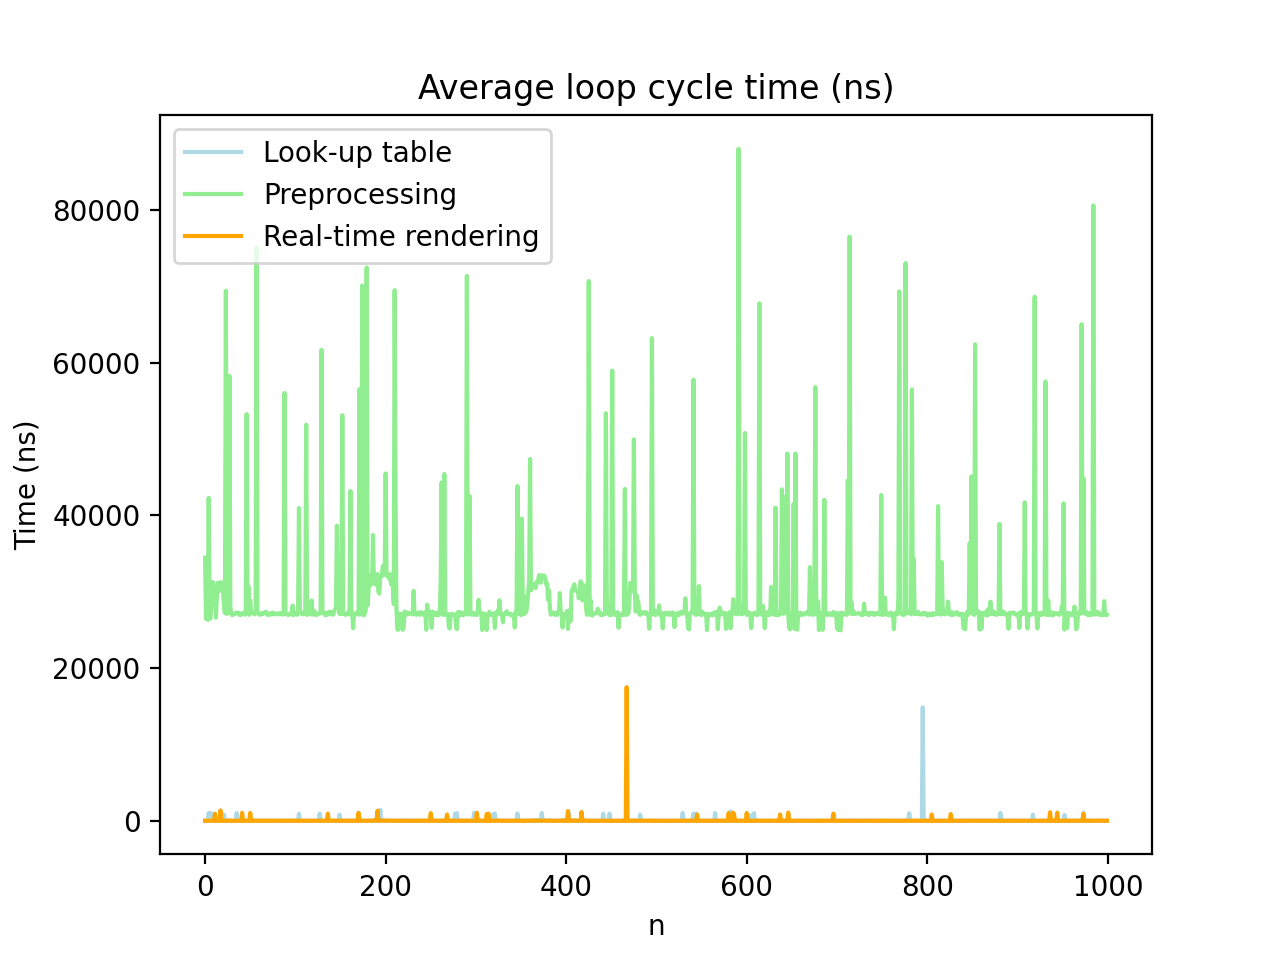 Average loop cycle time (ns)
Look-up table
Preprocessing
Real-time rendering
80000
60000
40000
20000
0
Time (ns)
0 200 400 600 800 1000
n